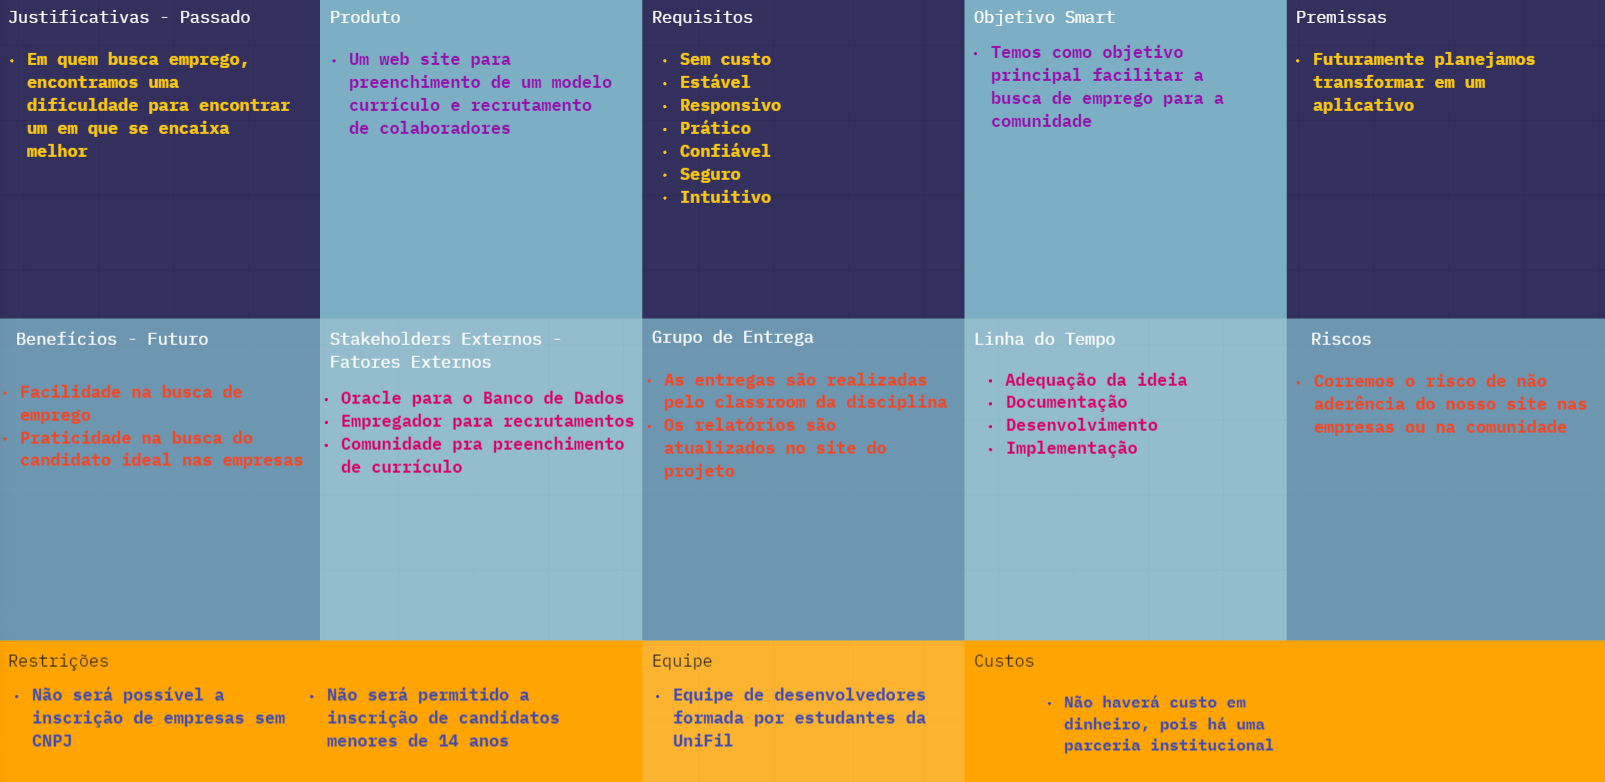 Justificativas - Passado
• Em quem busca emprego,
encontramos uma
dificuldade para encontrar
um em que se encaixa
melhor
Produto
• Um web site para
preenchimento de um modelo
currículo e recrutamento
de colaboradores
Requisitos
• Sem custo
• Estável
• Responsivo
• Prático
• Confiável
• Seguro
• Intuitivo
Objetivo Smart
• Temos como objetivo
principal facilitar a
busca de emprego para a
comunidade
Premissas
• Futuramente planejamos
transformar em um
aplicativo
Benefícios - Futuro
• Facilidade na busca de
emprego
• Praticidade na busca do
candidato ideal nas empresas
Stakeholders Externos -
Fatores Externos
• Oracle para o Banco de Dados
• Empregador para recrutamentos
• Comunidade pra preenchimento
de currículo
Grupo de Entrega
• As entregas são realizadas
pelo classroom da disciplina
• Os relatórios são
atualizados no site do
projeto
Linha do Tempo
• Adequação da ideia
• Documentação
• Desenvolvimento
• Implementação
Riscos
• Corremos o risco de não
aderência do nosso site nas
empresas ou na comunidade
Restrições
• Não será possível a
inscrição de empresas sem
CNPJ
• Não será permitido a
inscrição de candidatos
menores de 14 anos
Equipe
• Equipe de desenvolvedores
formada por estudantes da
UniFil
Custos
• Não haverá custo em
dinheiro, pois há uma
parceria institucional